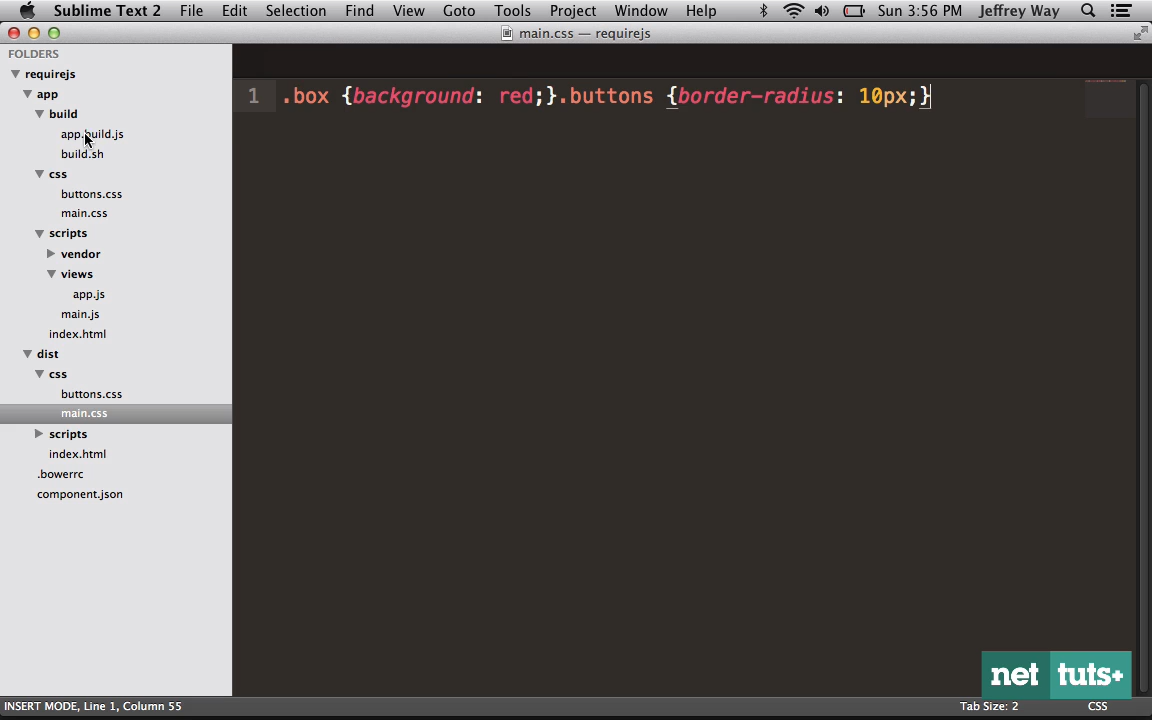 Sublime Text 2 File Edit Selection Find View Goto Tools Project Window Help Sun 3:56 PM Jeffrey Way
main.css — requirejs
FOLDERS
requirejs
app
build
app.build.js
build.sh
css
buttons.css
main.css
scripts
vendor
views
app.js
main.js
index.html
dist
css
buttons.css
main.css
scripts
index.html
.bowerrc
component.json
1 .box {background: red;}.buttons {border-radius: 10px;}
net tuts+
INSERT MODE, Line 1, Column 55 Tab Size: 2 CSS